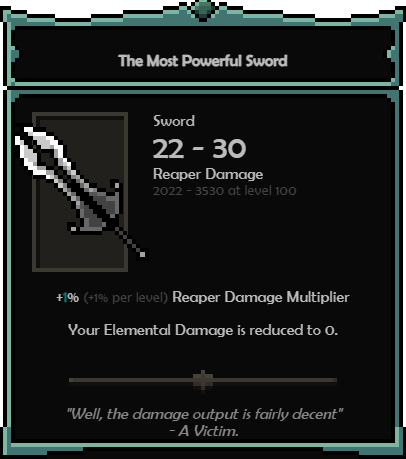 The Most Powerful Sword
Sword
22 - 30
Reaper Damage
2022 - 3530 at level 100
+1% (+1% per level) Reaper Damage Multiplier
Your Elemental Damage is reduced to 0.
"Well, the damage output is fairly decent"
- A Victim.